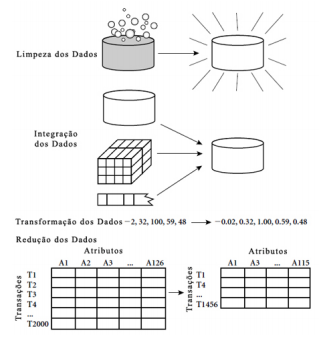 Limpeza dos Dados
Integração
dos Dados
Transformação dos Dados −2, 32, 100, 59, 48 → −0.02, 0.32, 1.00, 0.59, 0.48
Redução dos Dados
Atributos
A1 A2 A3 ... A126
Transações
T1
T2
T3
T4
...
T2000
Atributos
A1 A3 ... A115
Transações
T1
T4
...
T1456